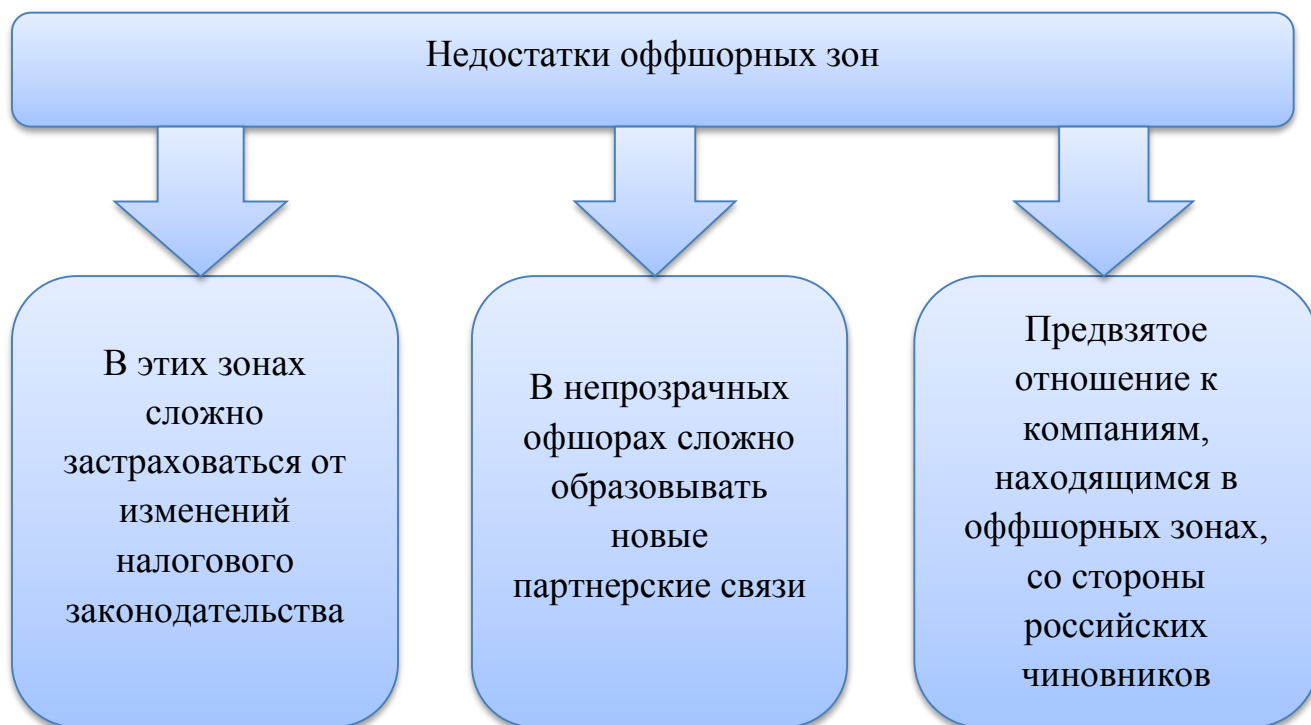 Недостатки оффшорных зон
В этих зонах
сложно
застраховаться от
изменений
налогового
законодательства
В непрозрачных
офшорах сложно
образовывать
новые
партнерские связи
Предвзятое
отношение к
компаниям,
находящимся в
оффшорных зонах,
со стороны
российских
чиновников